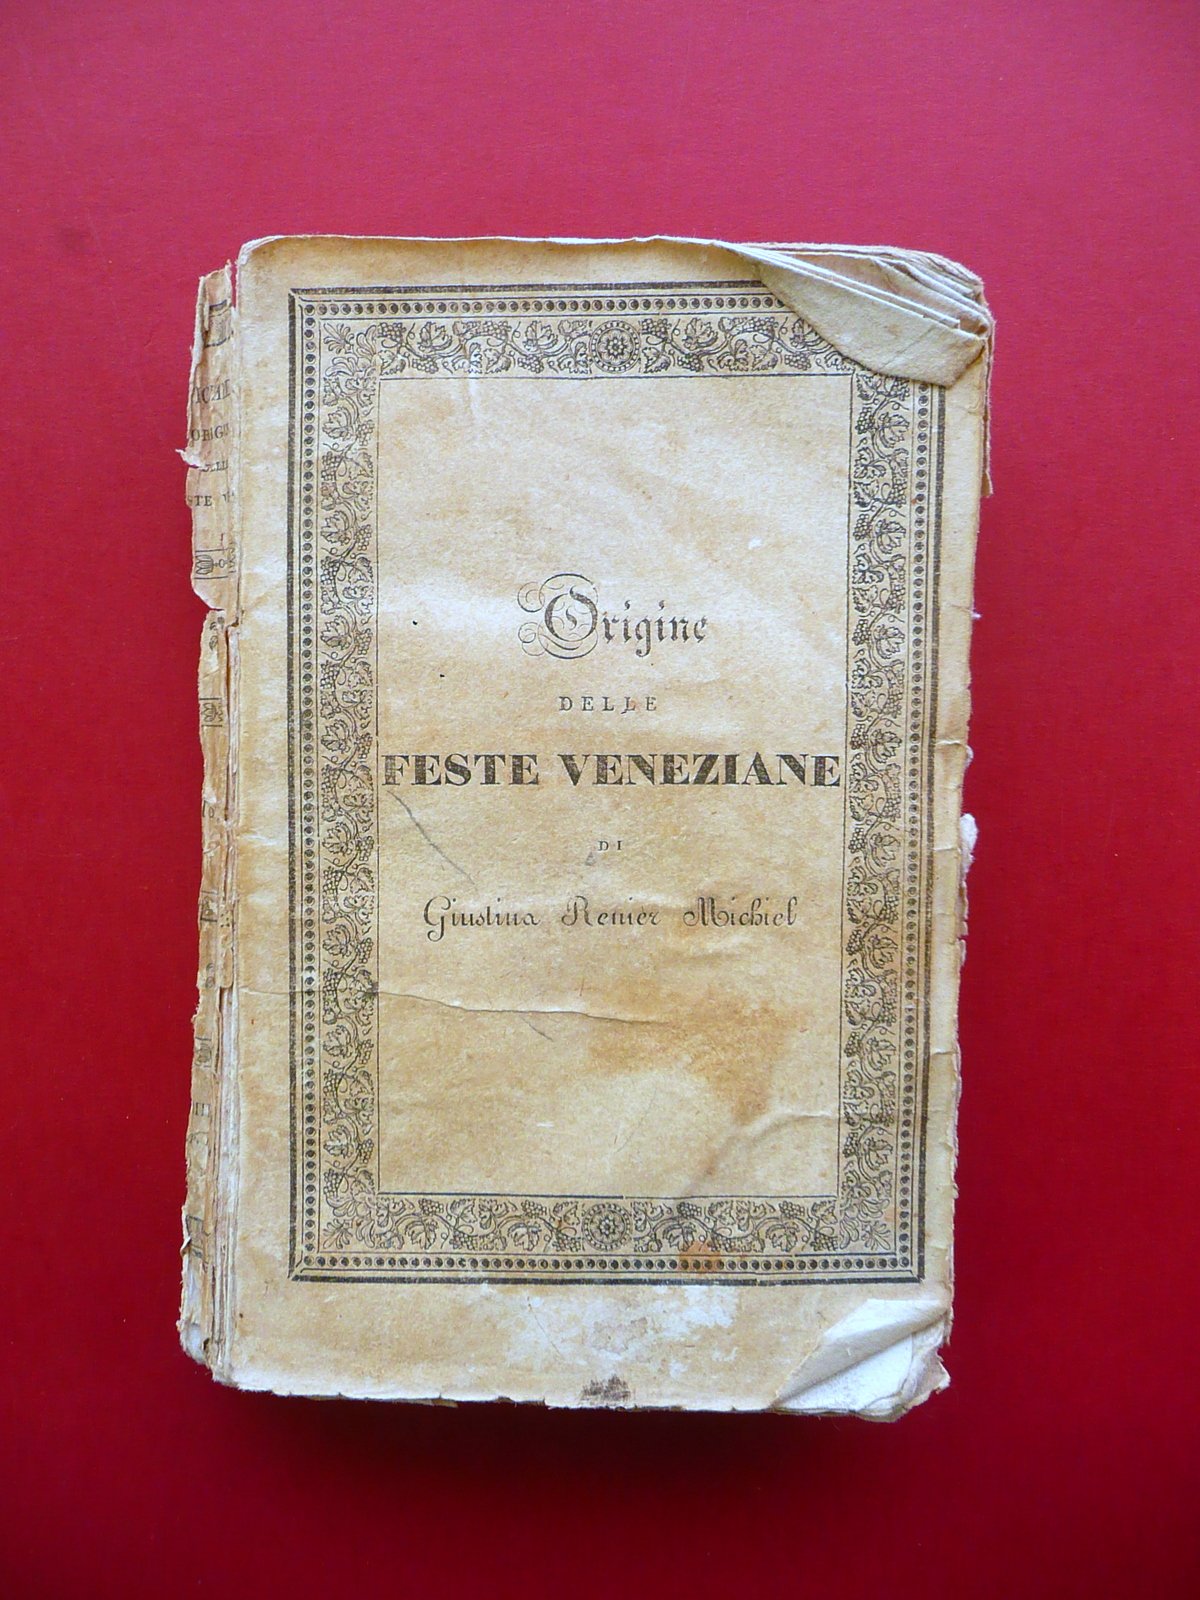 Origine
DELLE
FESTE VENEZIANE
DI
Giustina Renier Michiel